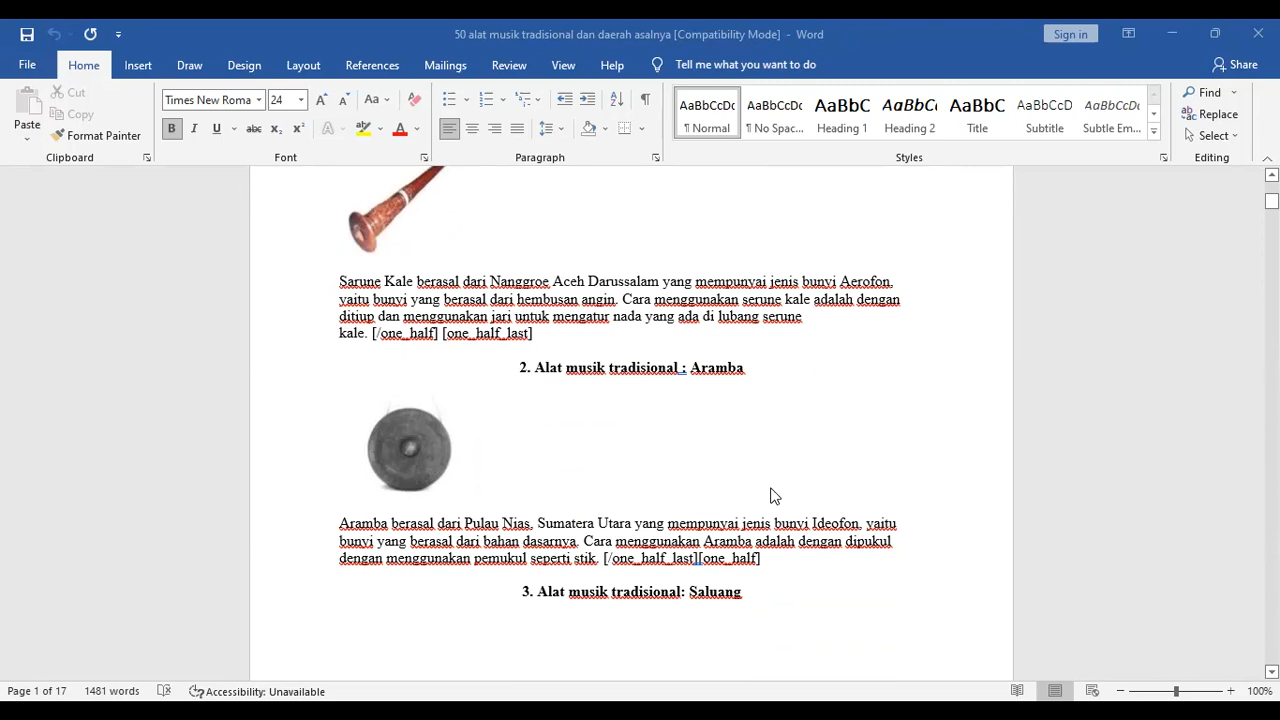 50 alat musik tradisional dan daerah asalnya [Compatibility Mode] – Word
Sign in
File Home Insert Draw Design Layout References Mailings Review View Help Tell me what you want to do Share
Paste
Cut
Copy
Format Painter
Times New Roma 24
AaBbCcDc AaBbCcDc AaBbC AaBbCc AaBbC AaBbCcD AaBbCcDc
¶ Normal ¶ No Spac... Heading 1 Heading 2 Title Subtitle Subtle Em...
Find
Replace
Select
Clipboard Font Paragraph Styles Editing
Sarune Kale berasal dari Nanggroe Aceh Darussalam yang mempunyai jenis bunyi Aerofon,
yaitu bunyi yang berasal dari hembusan angin. Cara menggunakan serune kale adalah dengan
ditiup dan menggunakan jari untuk mengatur nada yang ada di lubang serune
kale. [/one_half] [one_half_last]
2. Alat musik tradisional : Aramba
Aramba berasal dari Pulau Nias, Sumatera Utara yang mempunyai jenis bunyi Ideofon, yaitu
bunyi yang berasal dari bahan dasarnya. Cara menggunakan Aramba adalah dengan dipukul
dengan menggunakan pemukul seperti stik. [/one_half_last][one_half]
3. Alat musik tradisional: Saluang
Page 1 of 17 1481 words Accessibility: Unavailable 100%